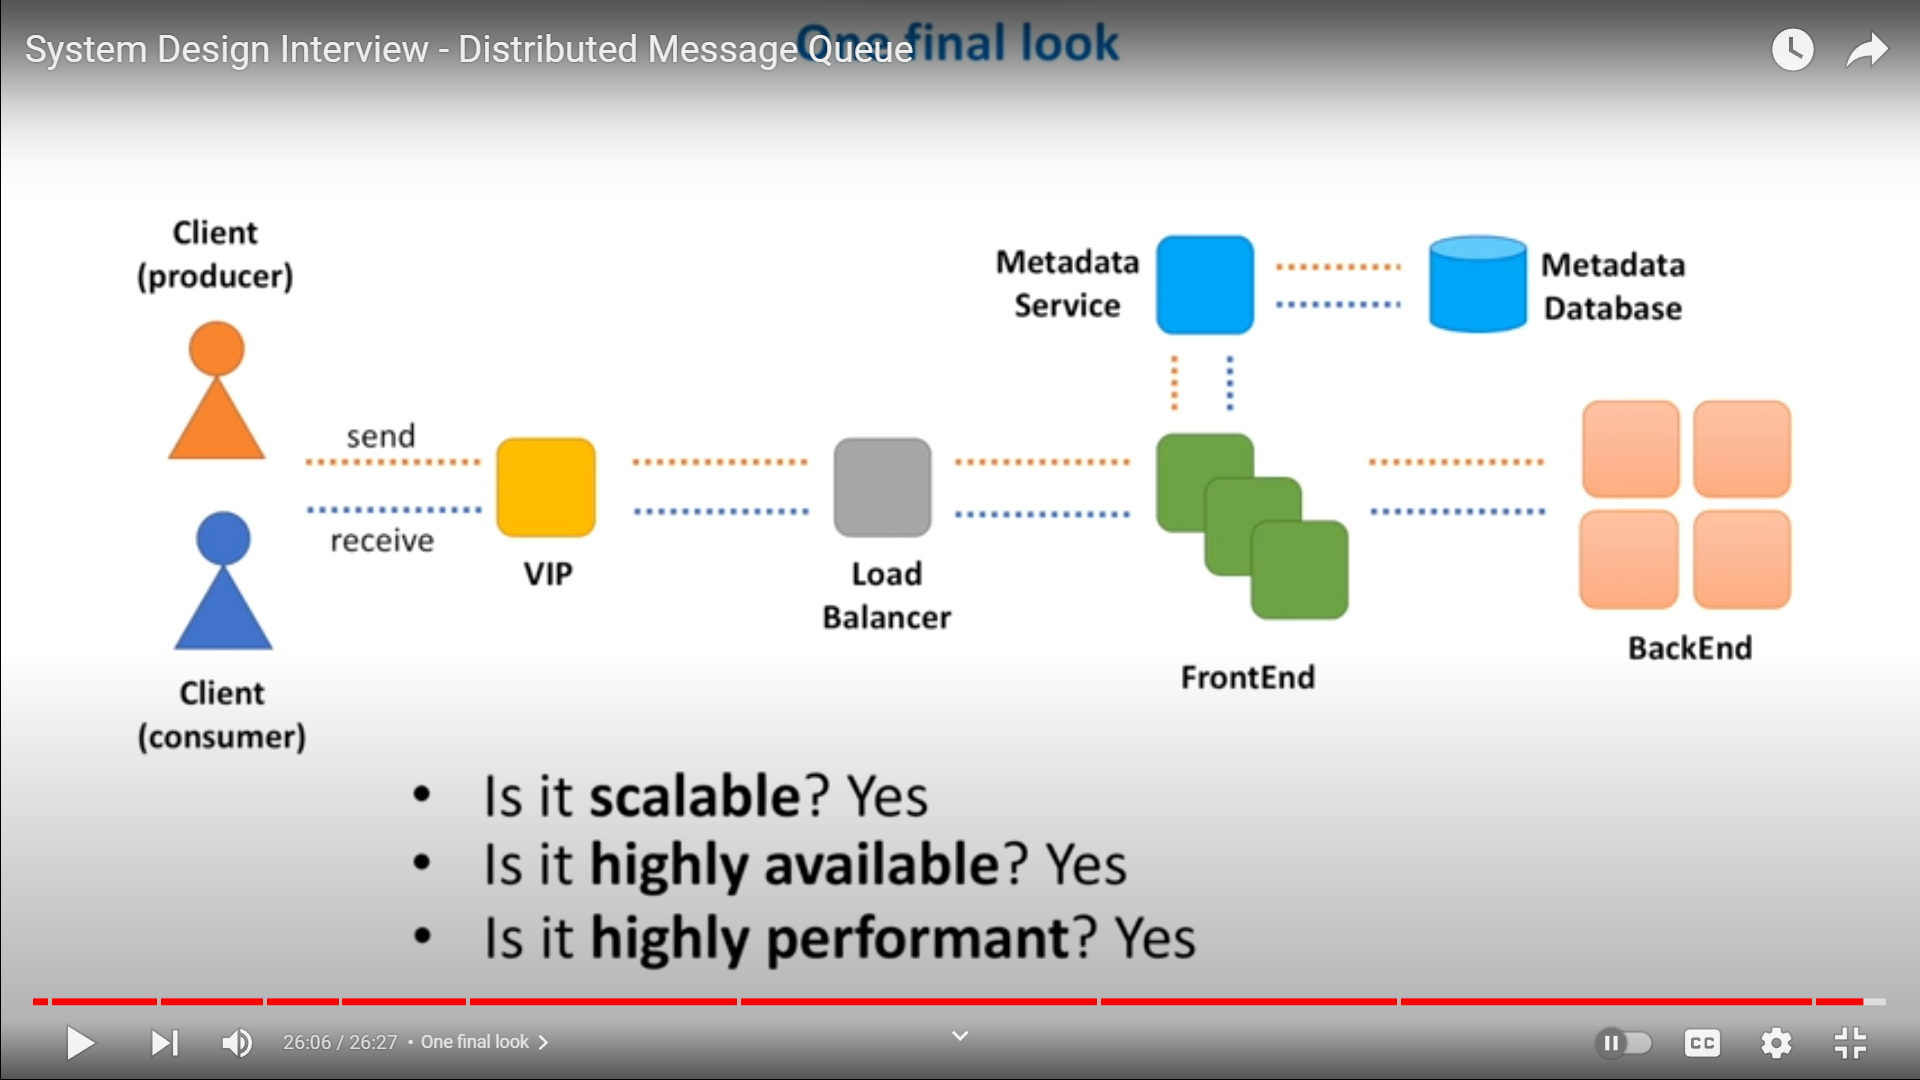 System Design Interview - Distributed Message Queue
One final look
Client
(producer)
Metadata
Service
Metadata
Database
send
receive
VIP
Load
Balancer
FrontEnd
BackEnd
Client
(consumer)
• Is it scalable? Yes
• Is it highly available? Yes
• Is it highly performant? Yes
26:06 / 26:27 • One final look
CC